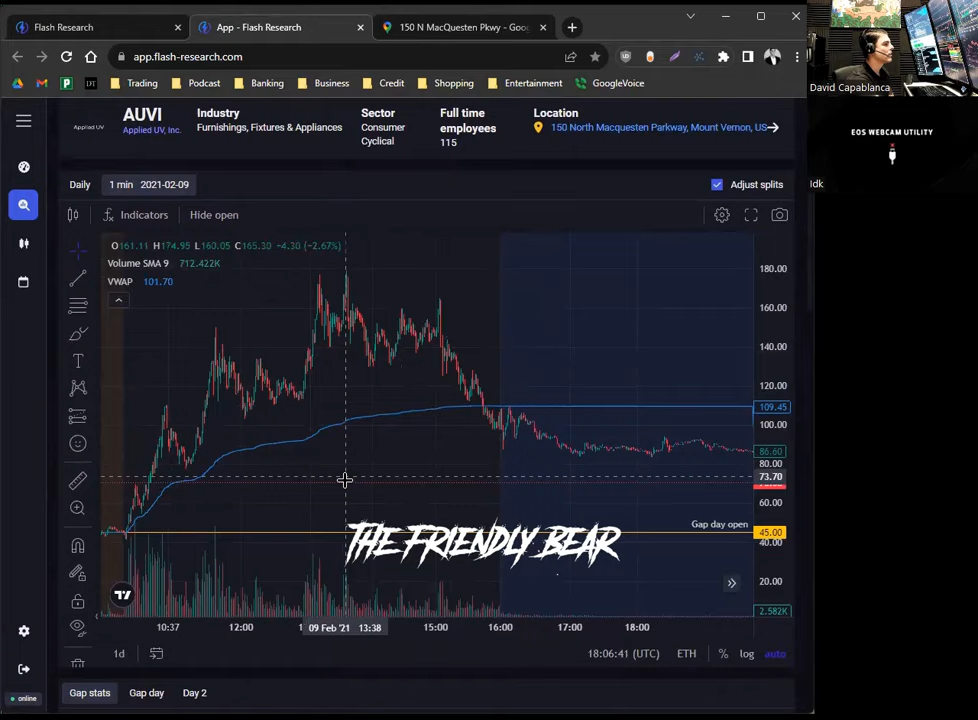 Flash Research
App - Flash Research
150 N MacQuesten Pkwy - Goo
app.flash-research.com
Trading
Podcast
Banking
Business
Credit
Shopping
Entertainment
GoogleVoice
David Capablanca
EOS WEBCAM UTILITY
Idk
Applied UV
AUVI
Applied UV, Inc.
Industry
Furnishings, Fixtures & Appliances
Sector
Consumer
Cyclical
Full time
employees
115
Location
150 North Macquesten Parkway, Mount Vernon, US
Daily
1 min 2021-02-09
Adjust splits
Indicators
Hide open
O161.11 H174.95 L160.05 C165.30 -4.30 (-2.67%)
Volume SMA 9 712.422K
VWAP 101.70
180.00
160.00
140.00
120.00
109.45
100.00
86.60
80.00
73.70
60.00
Gap day open
45.00
40.00
20.00
2.582K
THE FRIENDLY BEAR
10:37
12:00
09 Feb '21 13:38
15:00
16:00
17:00
18:00
1d
18:06:41 (UTC)
ETH
%
log
auto
Gap stats
Gap day
Day 2
online